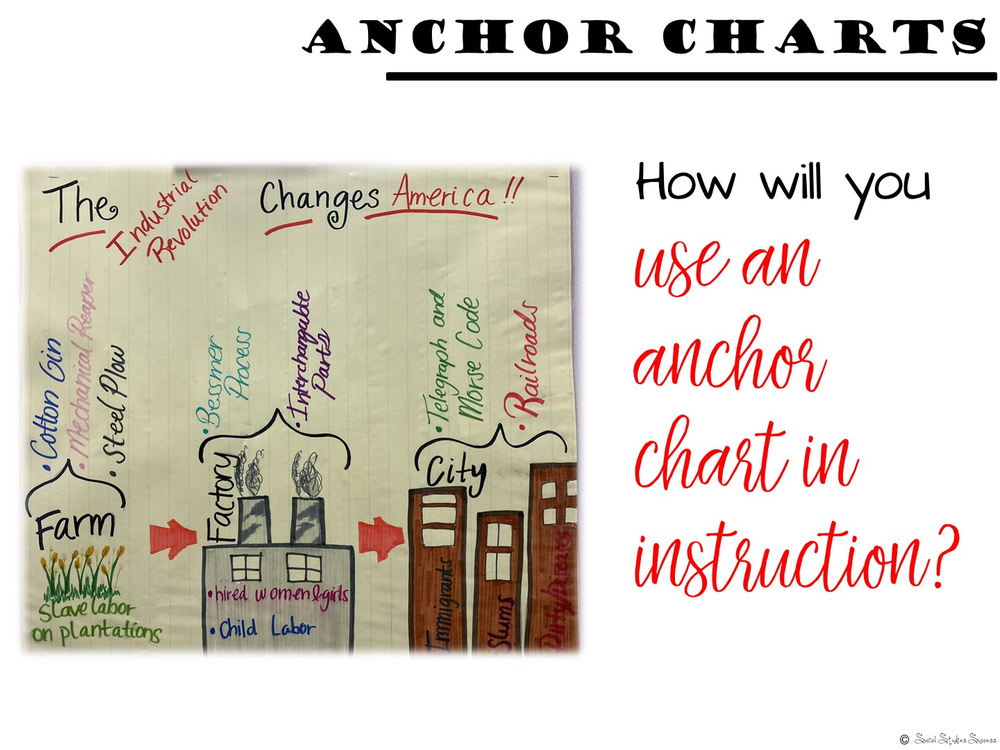 ANCHOR CHARTS
The Industrial Revolution Changes America!!
• Cotton Gin
• Mechanical Reaper
• Steel Plow
Farm
Slave labor
on plantations
• Bessmer
Process
• Interchangable
Parts
Factory
• hired women & girls
• Child Labor
• Telegraph and
Morse Code
• Railroads
City
Immigrants
Slums
How will you
use an
anchor
chart in
instruction?
© Social Studies Success